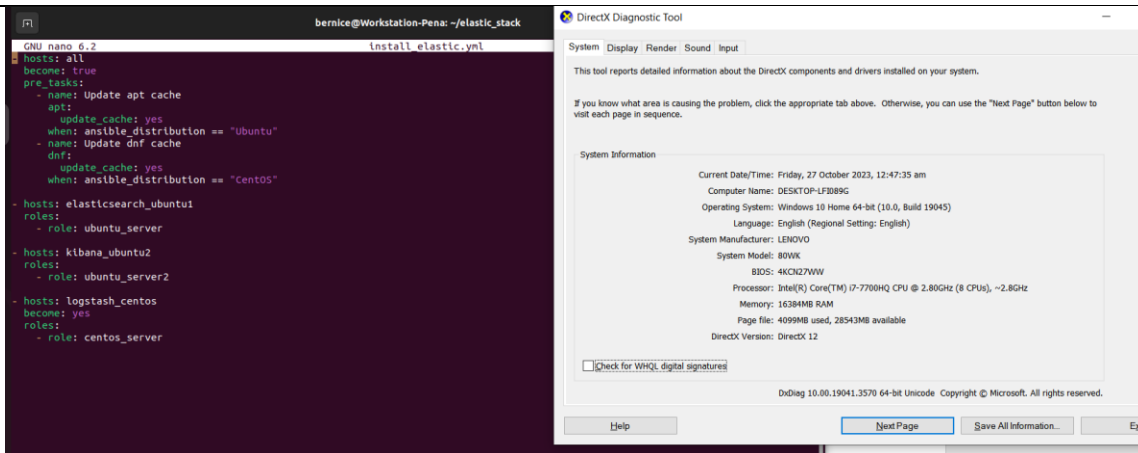 bernice@Workstation-Pena: ~/elastic_stack
GNU nano 6.2 install_elastic.yml
- hosts: all
  become: true
  pre_tasks:
    - name: Update apt cache
      apt:
        update_cache: yes
      when: ansible_distribution == "Ubuntu"
    - name: Update dnf cache
      dnf:
        update_cache: yes
      when: ansible_distribution == "CentOS"
- hosts: elasticsearch_ubuntu1
  roles:
    - role: ubuntu_server
- hosts: kibana_ubuntu2
  roles:
    - role: ubuntu_server2
- hosts: logstash_centos
  become: yes
  roles:
    - role: centos_server
DirectX Diagnostic Tool
System Display Render Sound Input
This tool reports detailed information about the DirectX components and drivers installed on your system.
If you know what area is causing the problem, click the appropriate tab above. Otherwise, you can use the "Next Page" button below to
visit each page in sequence.
System Information
Current Date/Time: Friday, 27 October 2023, 12:47:35 am
Computer Name: DESKTOP-LFI089G
Operating System: Windows 10 Home 64-bit (10.0, Build 19045)
Language: English (Regional Setting: English)
System Manufacturer: LENOVO
System Model: 80WK
BIOS: 4KCN27WW
Processor: Intel(R) Core(TM) i7-7700HQ CPU @ 2.80GHz (8 CPUs), ~2.8GHz
Memory: 16384MB RAM
Page file: 4099MB used, 28543MB available
DirectX Version: DirectX 12
Check for WHQL digital signatures
DxDiag 10.00.19041.3570 64-bit Unicode Copyright © Microsoft. All rights reserved.
Help Next Page Save All Information...